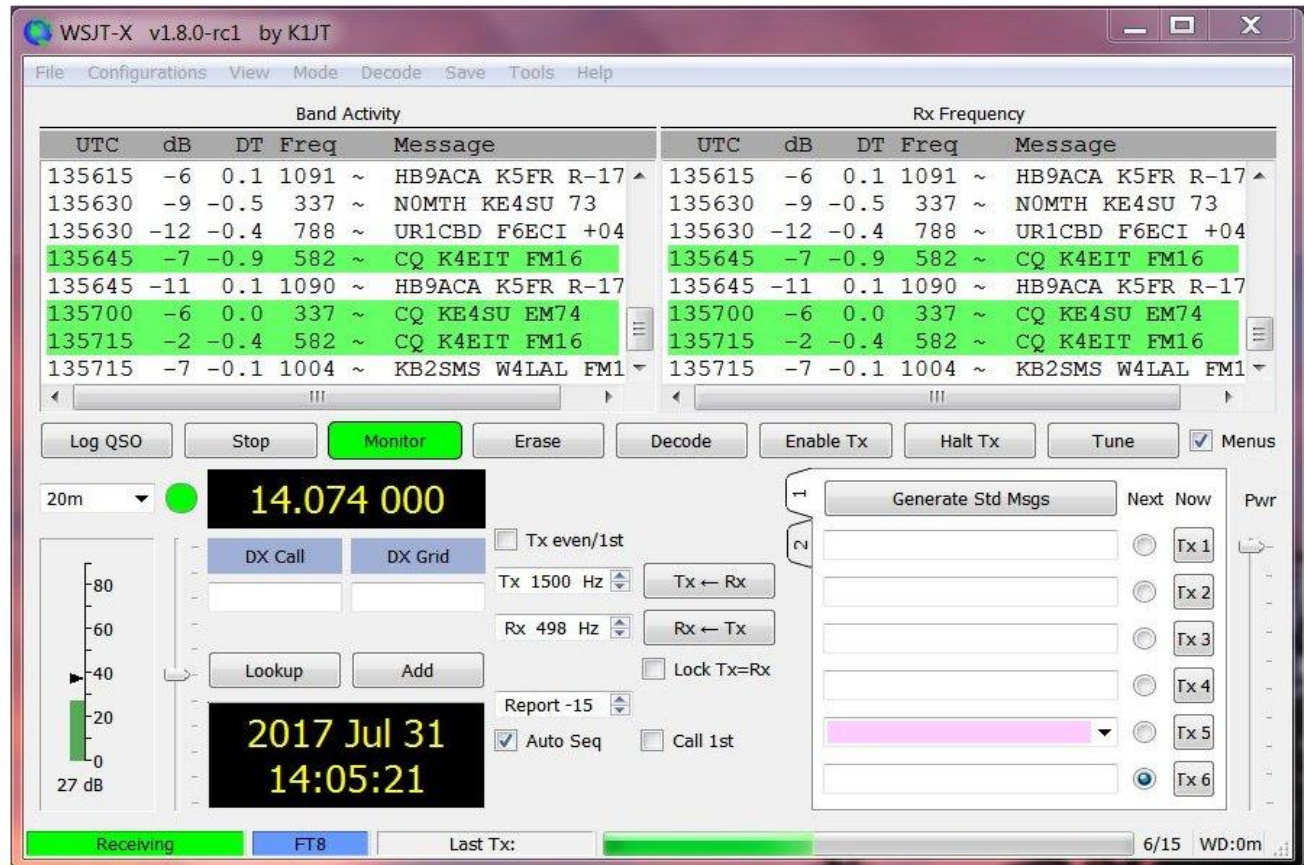 WSJT-X v1.8.0-rc1 by K1JT
File Configurations View Mode Decode Save Tools Help
Band Activity
UTC dB DT Freq Message
135615 -6 0.1 1091 ~ HB9ACA K5FR R-17
135630 -9 -0.5 337 ~ N0MTH KE4SU 73
135630 -12 -0.4 788 ~ UR1CBD F6ECI +04
135645 -7 -0.9 582 ~ CQ K4EIT FM16
135645 -11 0.1 1090 ~ HB9ACA K5FR R-17
135700 -6 0.0 337 ~ CQ KE4SU EM74
135715 -2 -0.4 582 ~ CQ K4EIT FM16
135715 -7 -0.1 1004 ~ KB2SMS W4LAL FM1
Rx Frequency
UTC dB DT Freq Message
135615 -6 0.1 1091 ~ HB9ACA K5FR R-17
135630 -9 -0.5 337 ~ N0MTH KE4SU 73
135630 -12 -0.4 788 ~ UR1CBD F6ECI +04
135645 -7 -0.9 582 ~ CQ K4EIT FM16
135645 -11 0.1 1090 ~ HB9ACA K5FR R-17
135700 -6 0.0 337 ~ CQ KE4SU EM74
135715 -2 -0.4 582 ~ CQ K4EIT FM16
135715 -7 -0.1 1004 ~ KB2SMS W4LAL FM1
Log QSO Stop Monitor Erase Decode Enable Tx Halt Tx Tune Menus
20m
14.074 000
DX Call DX Grid
Lookup Add
2017 Jul 31
14:05:21
80
60
40
20
0
27 dB
Tx even/1st
Tx 1500 Hz Tx ← Rx
Rx 498 Hz Rx ← Tx
Lock Tx=Rx
Report -15
Auto Seq Call 1st
1
2
Generate Std Msgs Next Now Pwr
Tx 1
Tx 2
Tx 3
Tx 4
Tx 5
Tx 6
Receiving FT8 Last Tx: 6/15 WD:0m